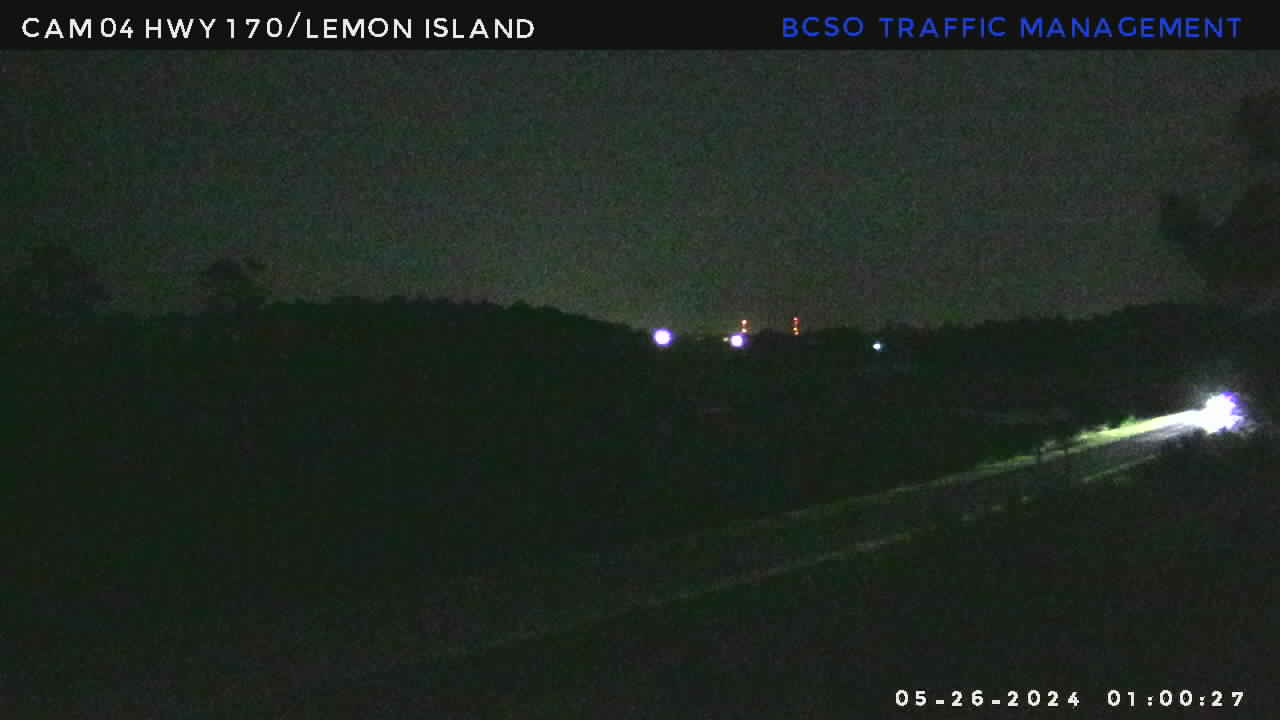 CAM04 HWY 170/LEMON ISLAND
BCSO TRAFFIC MANAGEMENT
05-26-2024 01:00:27